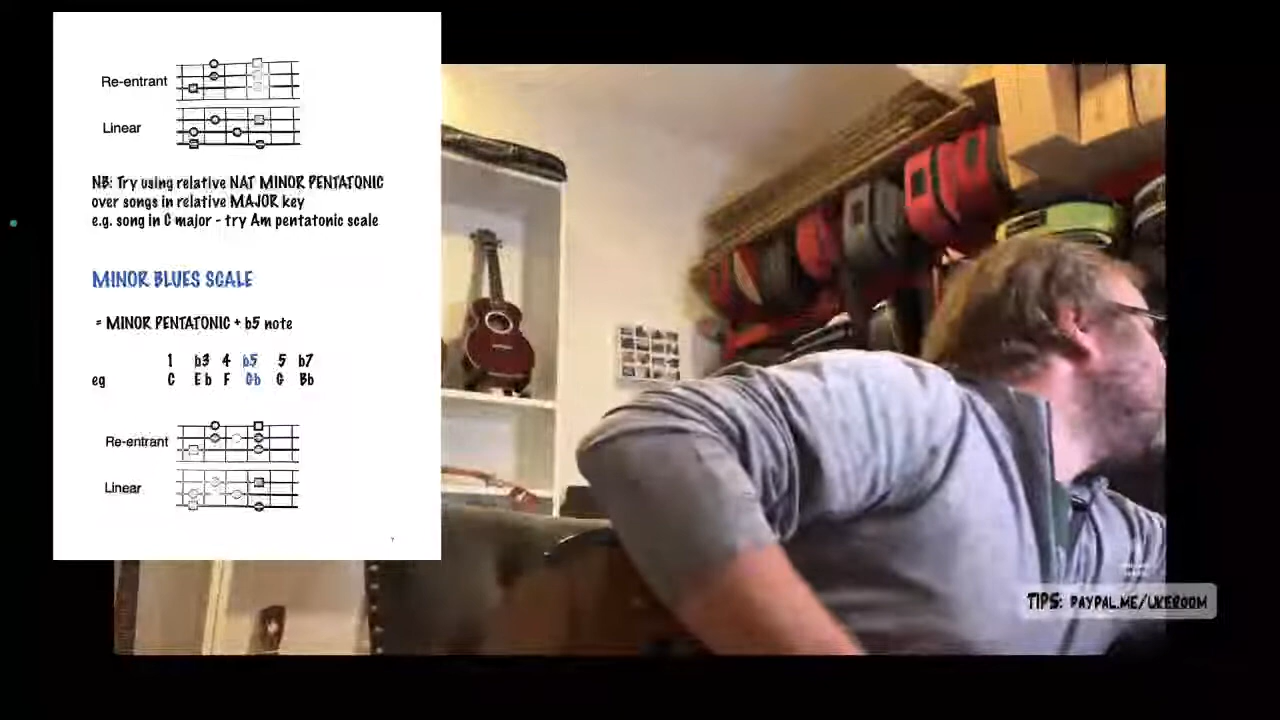 Re-entrant
Linear
NB: Try using relative NAT MINOR PENTATONIC
over songs in relative MAJOR key
e.g. song in C major - try Am pentatonic scale
MINOR BLUES SCALE
= MINOR PENTATONIC + b5 note
1 b3 4 b5 5 b7
eg C Eb F Gb G Bb
Re-entrant
Linear
TIPS: PAYPAL.ME/UKEROOM